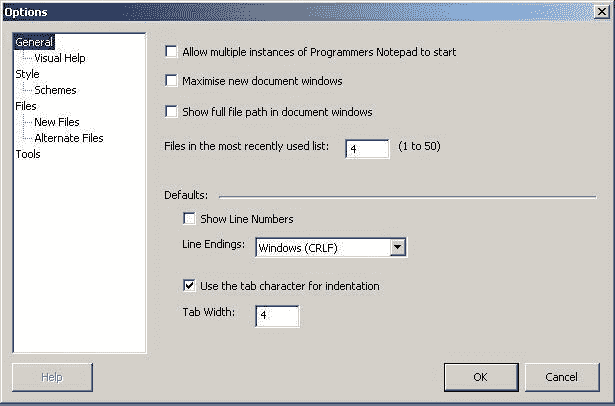 Options
General
Visual Help
Style
Schemes
Files
New Files
Alternate Files
Tools
Allow multiple instances of Programmers Notepad to start
Maximise new document windows
Show full file path in document windows
Files in the most recently used list: 4 (1 to 50)
Defaults:
Show Line Numbers
Line Endings: Windows (CRLF)
Use the tab character for indentation
Tab Width: 4
Help OK Cancel